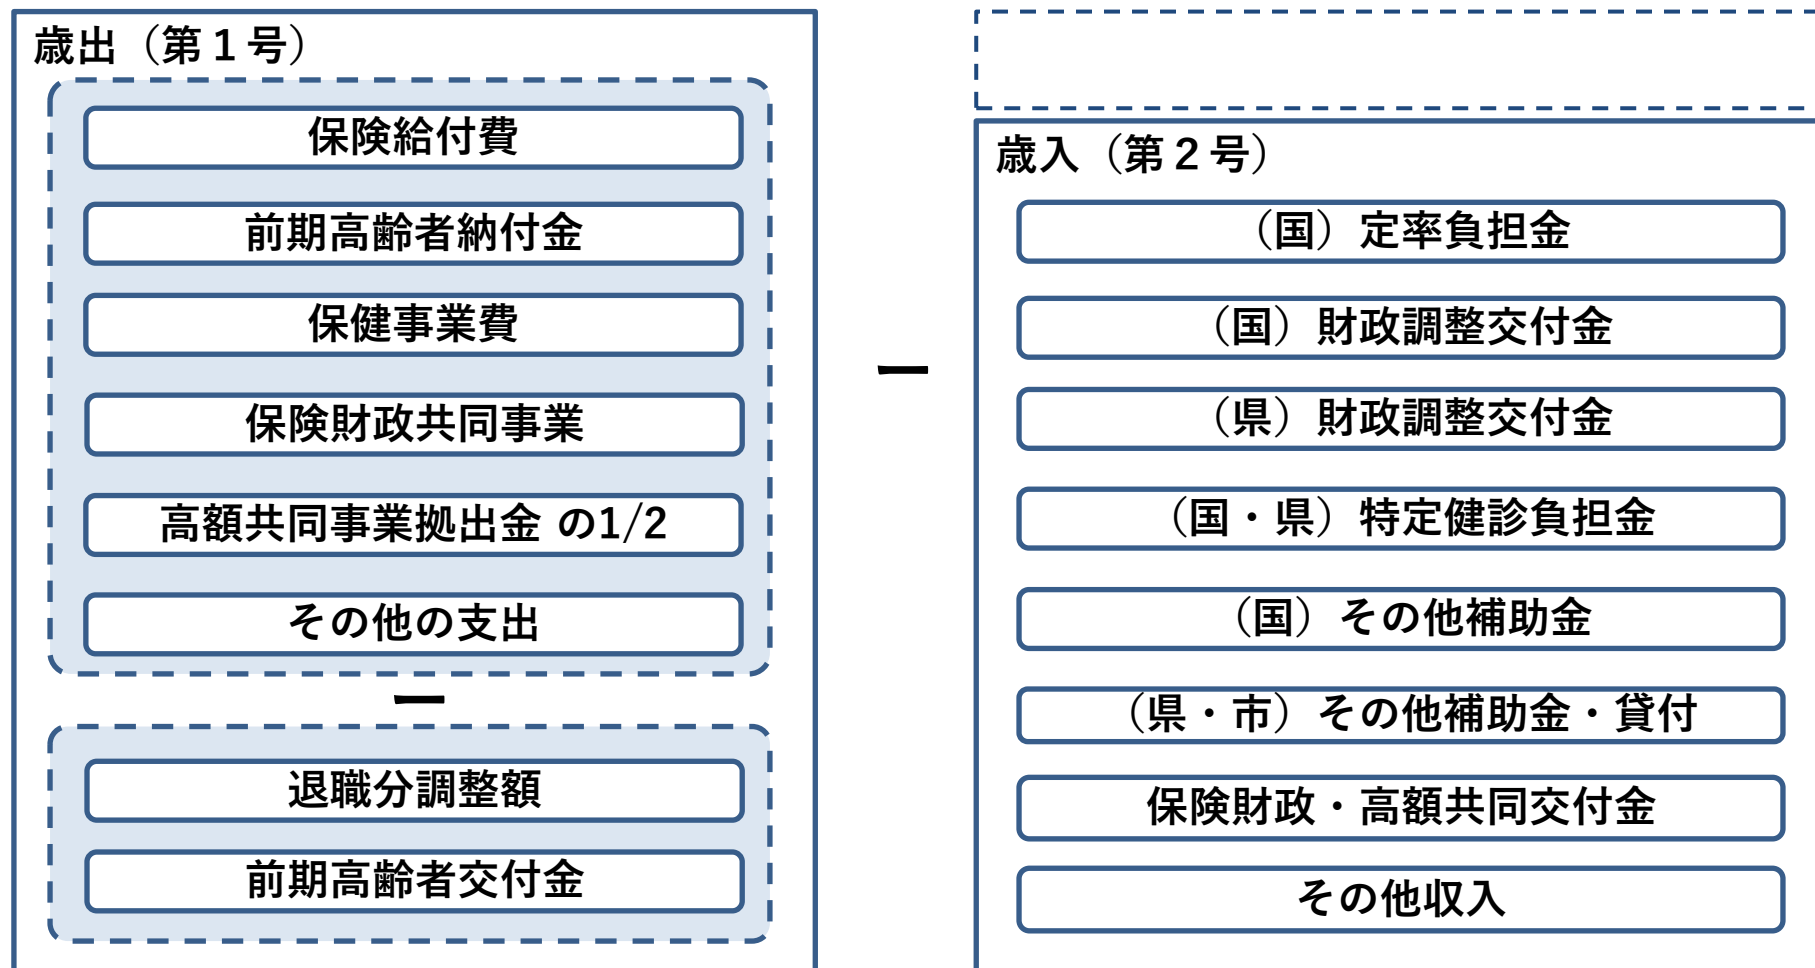 歳出（第１号）
保険給付費
前期高齢者納付金
保健事業費
保険財政共同事業
高額共同事業拠出金 の1/2
その他の支出
ー
退職分調整額
前期高齢者交付金
ー
歳入（第２号）
（国）定率負担金
（国）財政調整交付金
（県）財政調整交付金
（国・県）特定健診負担金
（国）その他補助金
（県・市）その他補助金・貸付
保険財政・高額共同交付金
その他収入